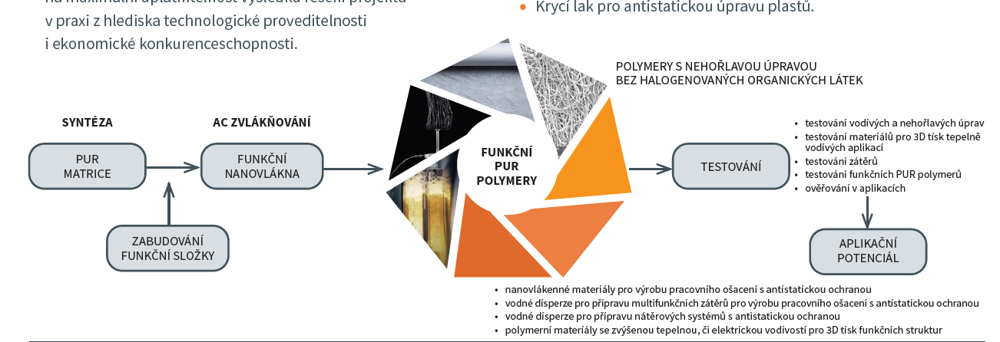 v praxi z hlediska technologické proveditelnosti
i ekonomické konkurenceschopnosti.
• Krycí lak pro antistatickou úpravu plastů.
POLYMERY S NEHOŘLAVOU ÚPRAVOU
BEZ HALOGENOVANÝCH ORGANICKÝCH LÁTEK
SYNTÉZA
PUR
MATRICE
ZABUDOVÁNÍ
FUNKČNÍ SLOŽKY
AC ZVLÁKŇOVÁNÍ
FUNKČNÍ
NANOVLÁKNA
FUNKČNÍ
PUR
POLYMERY
TESTOVÁNÍ
• testování vodívých a nehořlavých úprav
• testování materiálů pro 3D tísk tepelně
vodivých aplikací
• testování zátěrů
• testování funkčních PUR polymerů
• ověřování v aplikacích
APLIKAČNÍ
POTENCIÁL
• nanovlákenné materiály pro výrobu pracovního ošacení s antistatickou ochranou
• vodné disperze pro přípravu multifunkčních zátěrů pro výrobu pracovního ošacení s antístatickou ochranou
• vodné disperze pro přípravu nátěrových systémů s antistatickou ochranou
• polymerní materíály se zvýšenou tepelnou, či elektrickou vodivostí pro 3D tisk funkčních struktur